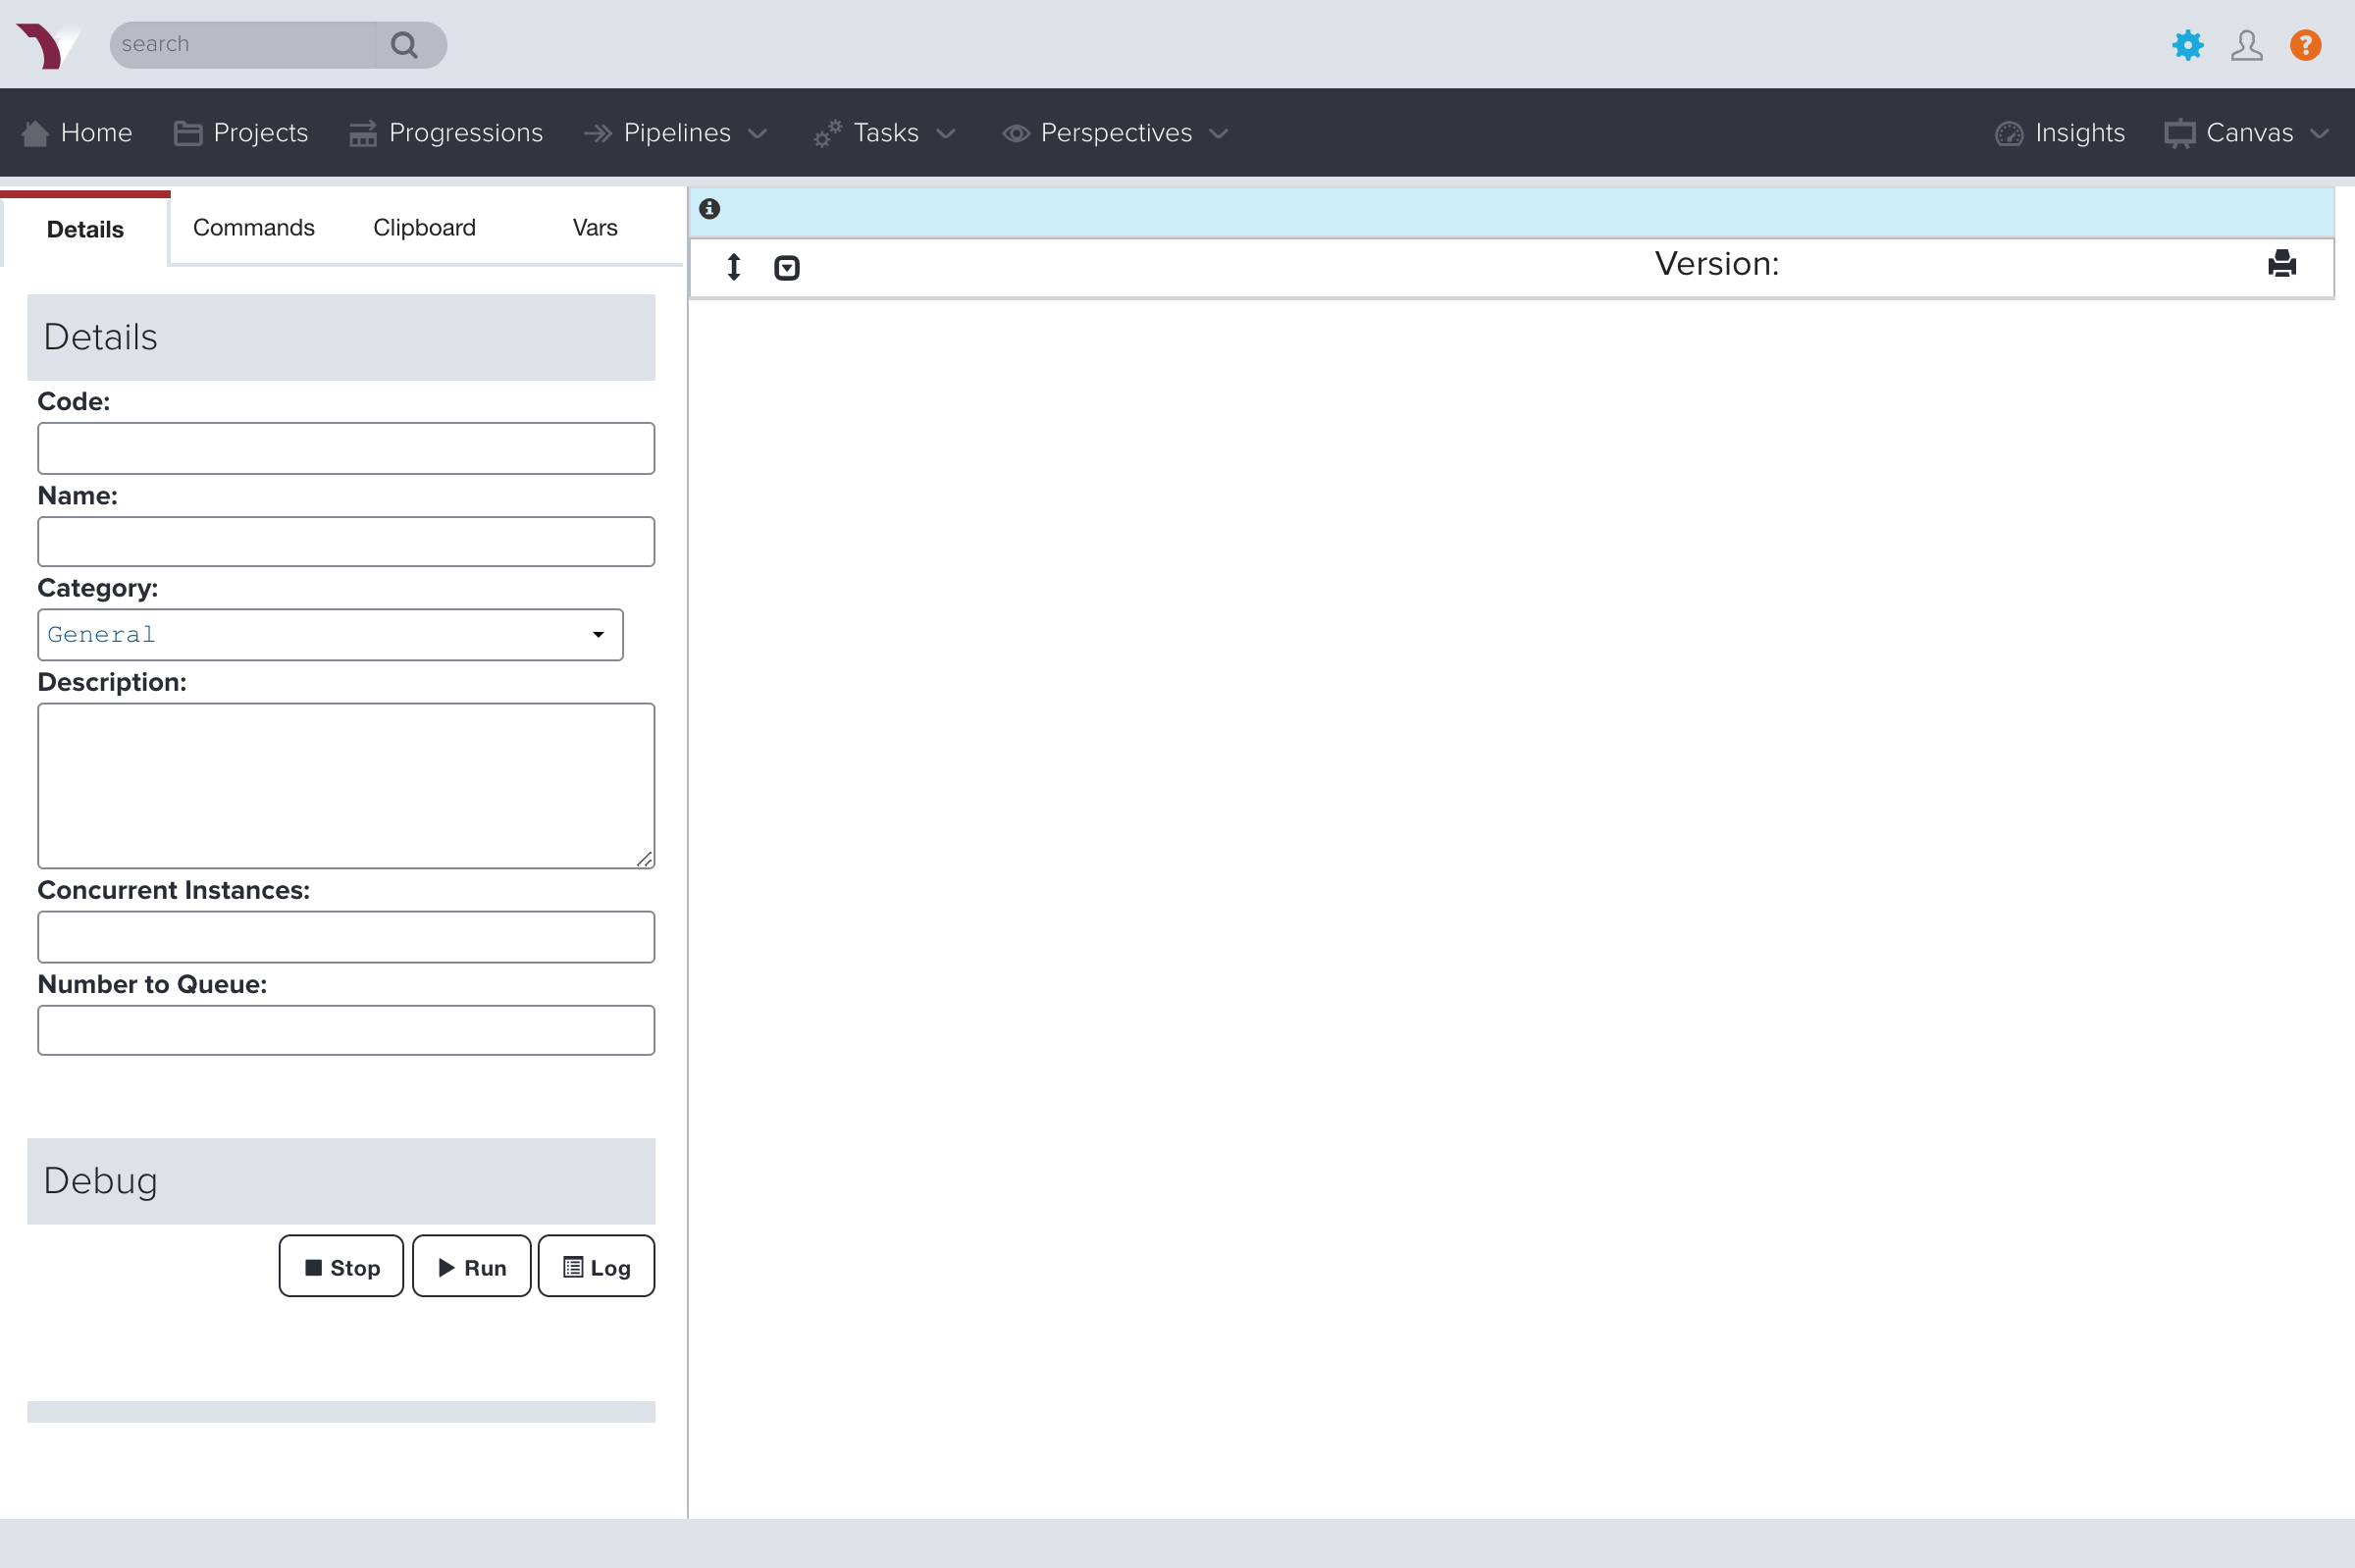 search
Home Projects Progressions Pipelines Tasks Perspectives Insights Canvas
Details Commands Clipboard Vars
Version:
Details
Code:
Name:
Category:
General
Description:
Concurrent Instances:
Number to Queue:
Debug
Stop Run Log